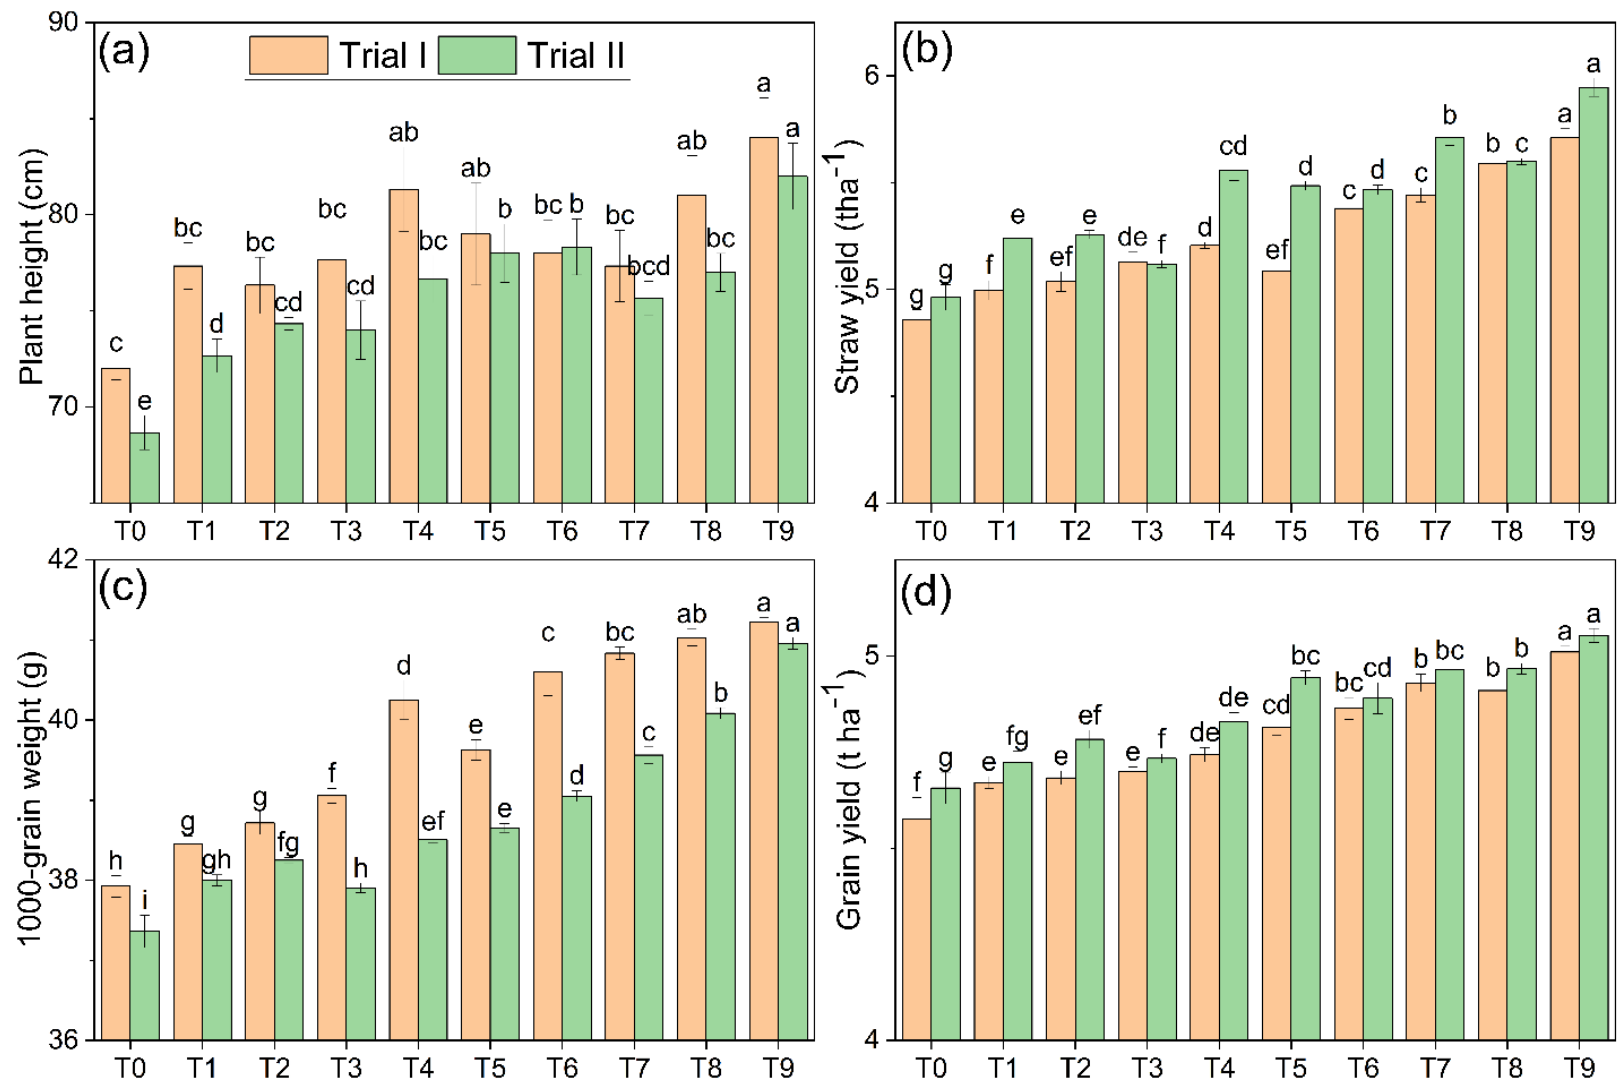 (a)
Trial I
Trial II
Plant height (cm)
90
80
70
c
e
bc
d
bc
cd
bc
cd
ab
bc
ab
b
bc
b
bc
bcd
ab
bc
a
a
T0 T1 T2 T3 T4 T5 T6 T7 T8 T9
(b)
Straw yield (tha⁻¹)
6
5
4
g
g
f
e
ef
e
de
f
d
cd
ef
d
c
d
c
b
b
c
a
a
T0 T1 T2 T3 T4 T5 T6 T7 T8 T9
(c)
1000-grain weight (g)
42
40
38
36
h
i
g
gh
g
fg
f
h
d
ef
e
e
c
d
bc
c
ab
b
a
a
T0 T1 T2 T3 T4 T5 T6 T7 T8 T9
(d)
Grain yield (t ha⁻¹)
5
4
f
g
e
fg
e
ef
e
f
de
de
cd
bc
bc
cd
b
bc
b
b
a
a
T0 T1 T2 T3 T4 T5 T6 T7 T8 T9